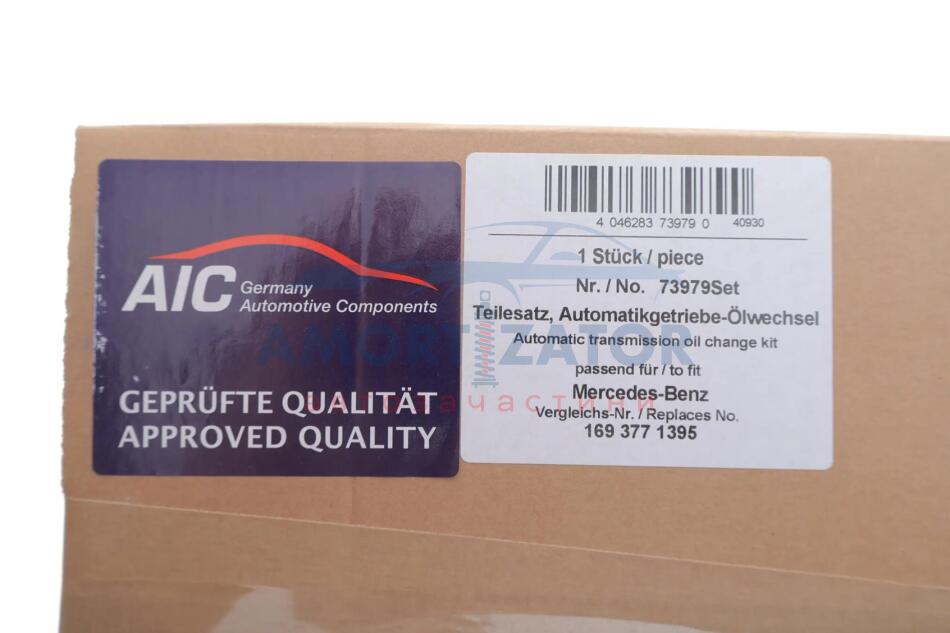 AIC Germany
Automotive Components
GEPRÜFTE QUALITÄT
APPROVED QUALITY
4 046283 73979 0 40930
1 Stück / piece
Nr. / No. 73979Set
Teilesatz, Automatikgetriebe-Ölwechsel
Automatic transmission oil change kit
passend für / to fit
Mercedes-Benz
Vergleichs-Nr. / Replaces No.
169 377 1395
AMORTIZATOR
автозапчастини